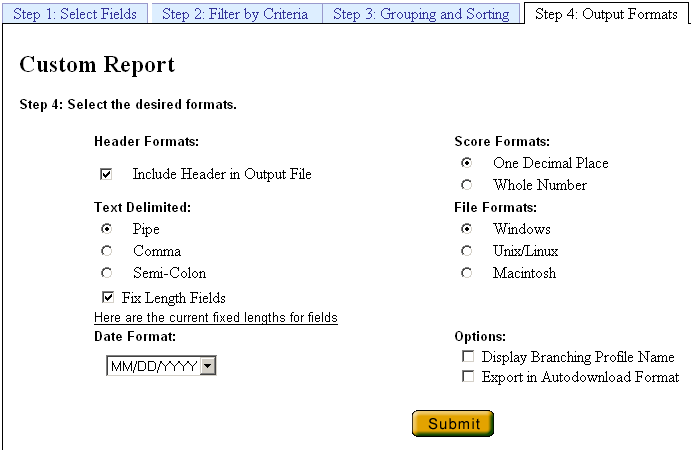 Step 1: Select Fields
Step 2: Filter by Criteria
Step 3: Grouping and Sorting
Step 4: Output Formats
Custom Report
Step 4: Select the desired formats.
Header Formats:
Include Header in Output File
Score Formats:
One Decimal Place
Whole Number
Text Delimited:
Pipe
Comma
Semi-Colon
Fix Length Fields
Here are the current fixed lengths for fields
File Formats:
Windows
Unix/Linux
Macintosh
Date Format:
MM/DD/YYYY
Options:
Display Branching Profile Name
Export in Autodownload Format
Submit